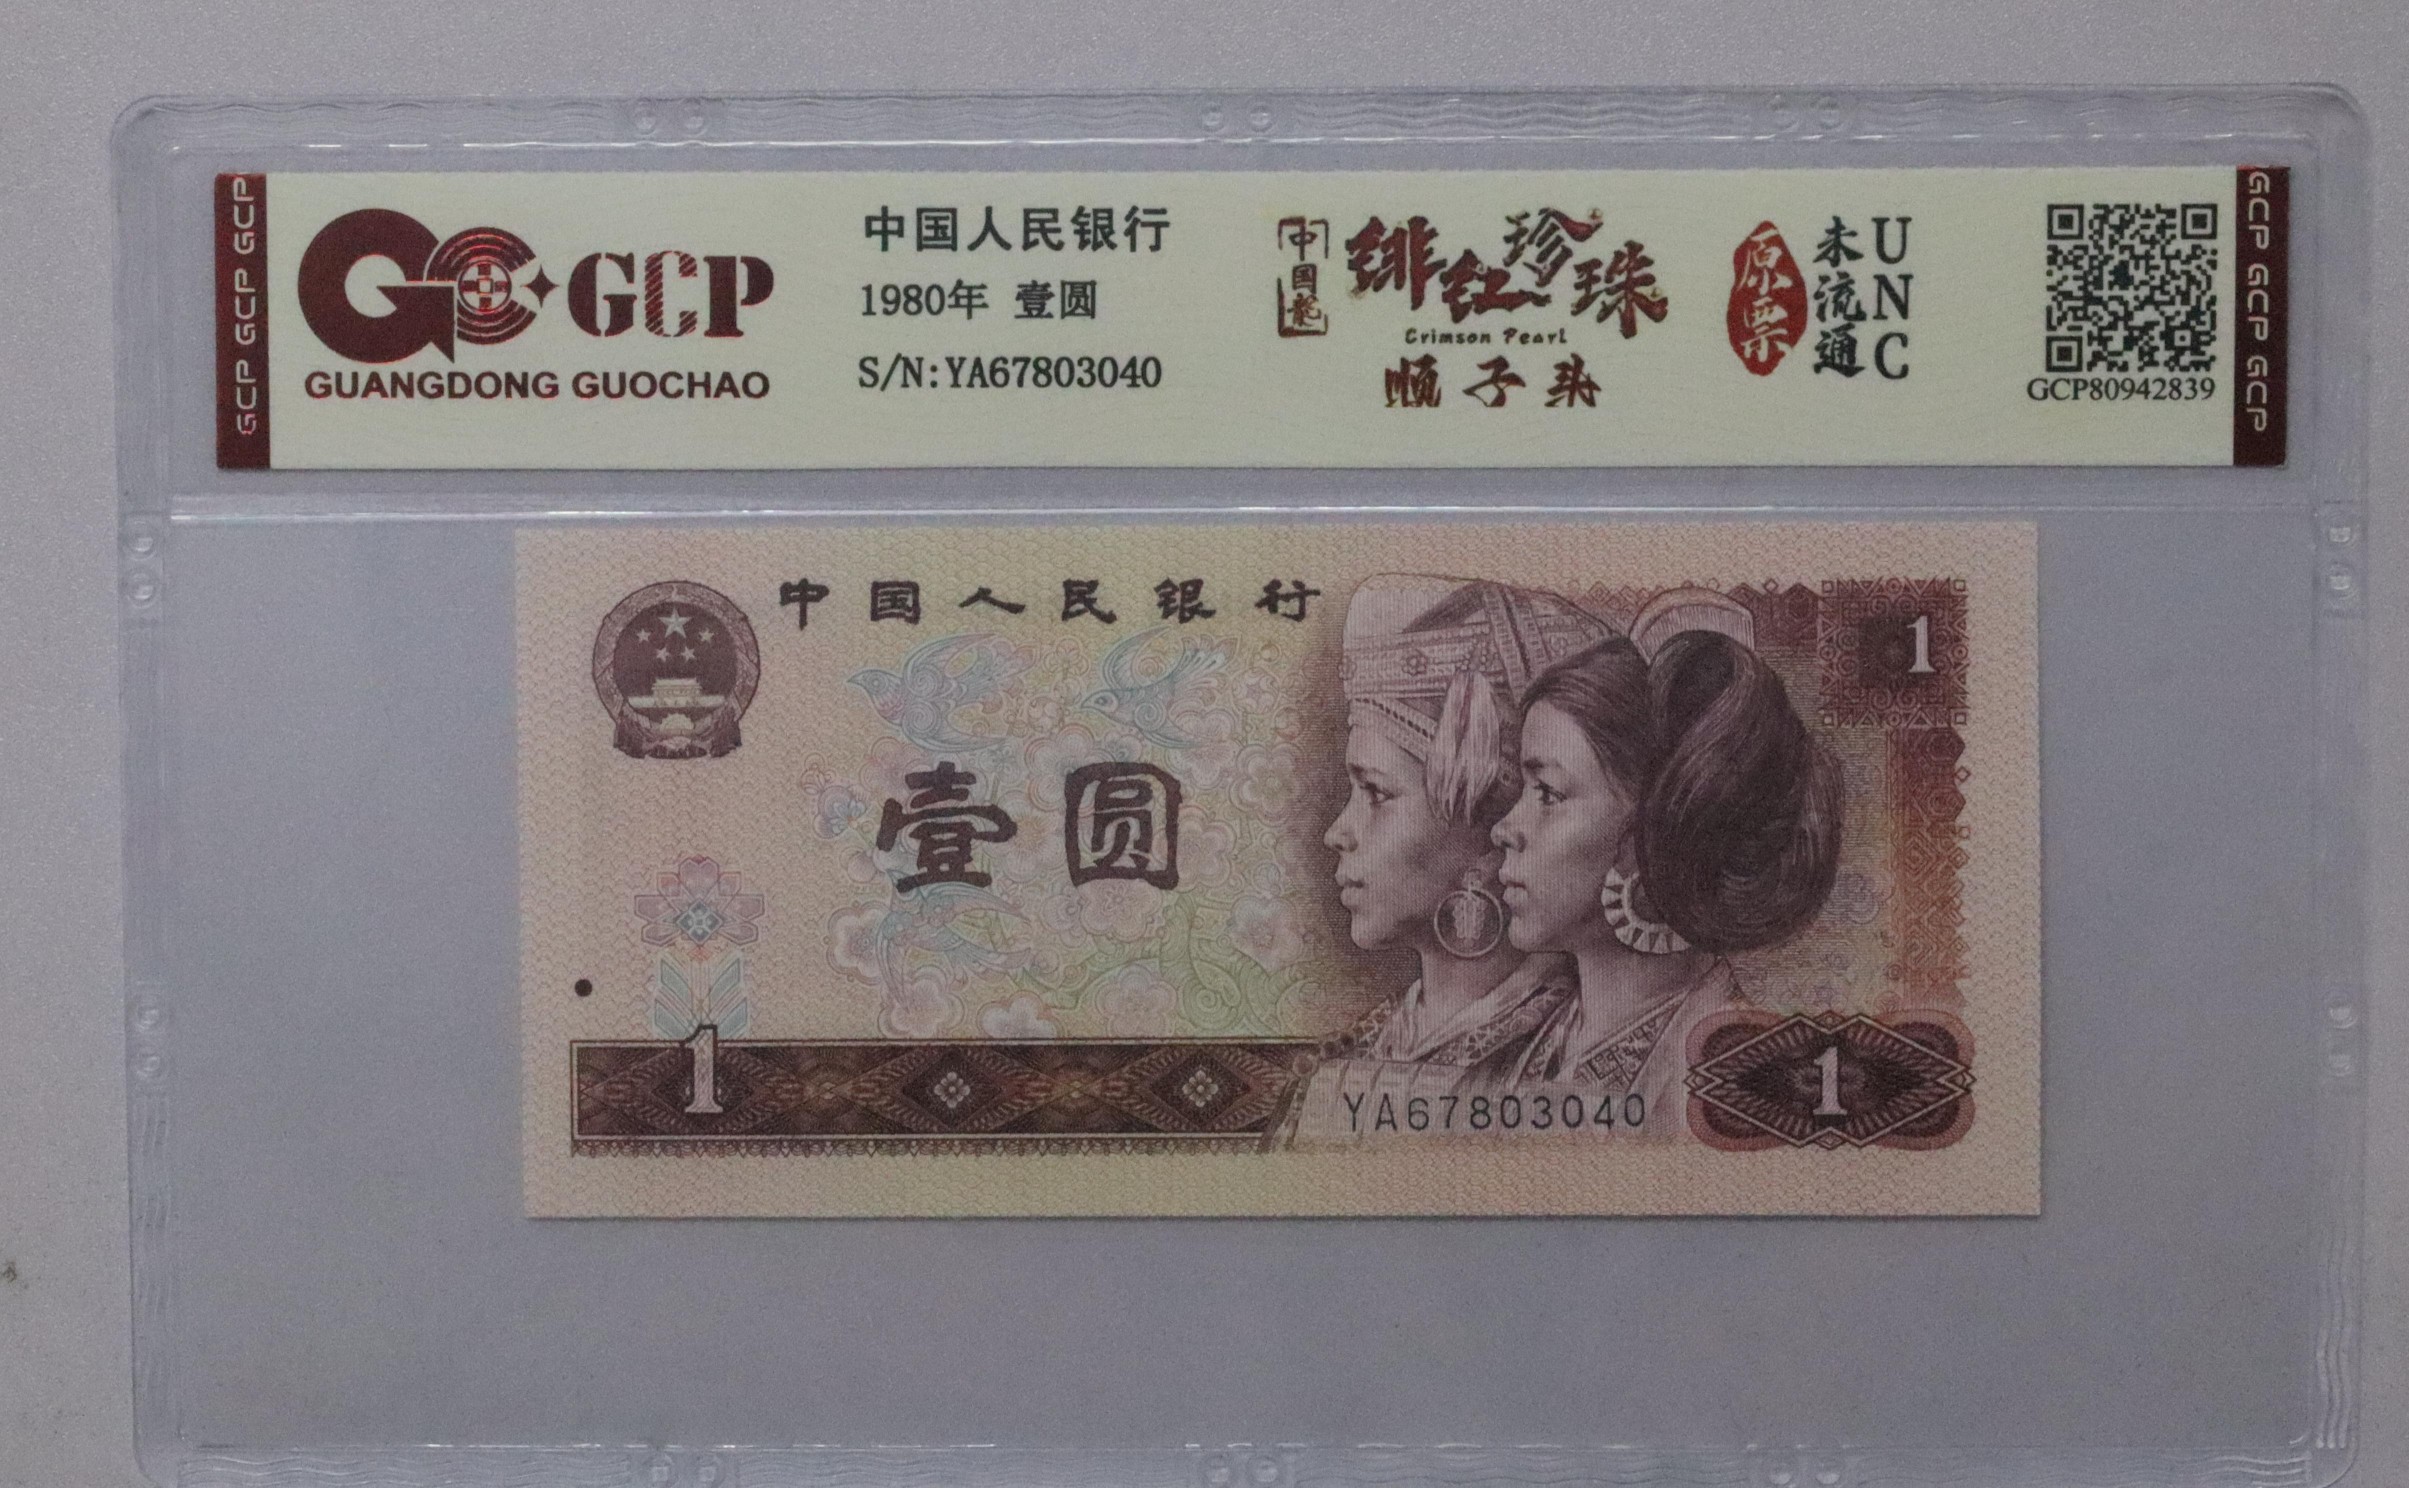 GCP GCP GCP
GCP
GUANGDONG GUOCHAO
中国人民银行
1980年 壹圆
S/N:YA67803040
中国龍
绯红珍珠
Crimson Pearl
顺子号
原票
未流通
UNC
GCP80942839
GCP GCP GCP
中国人民银行
1
壹圆
1
YA67803040
1